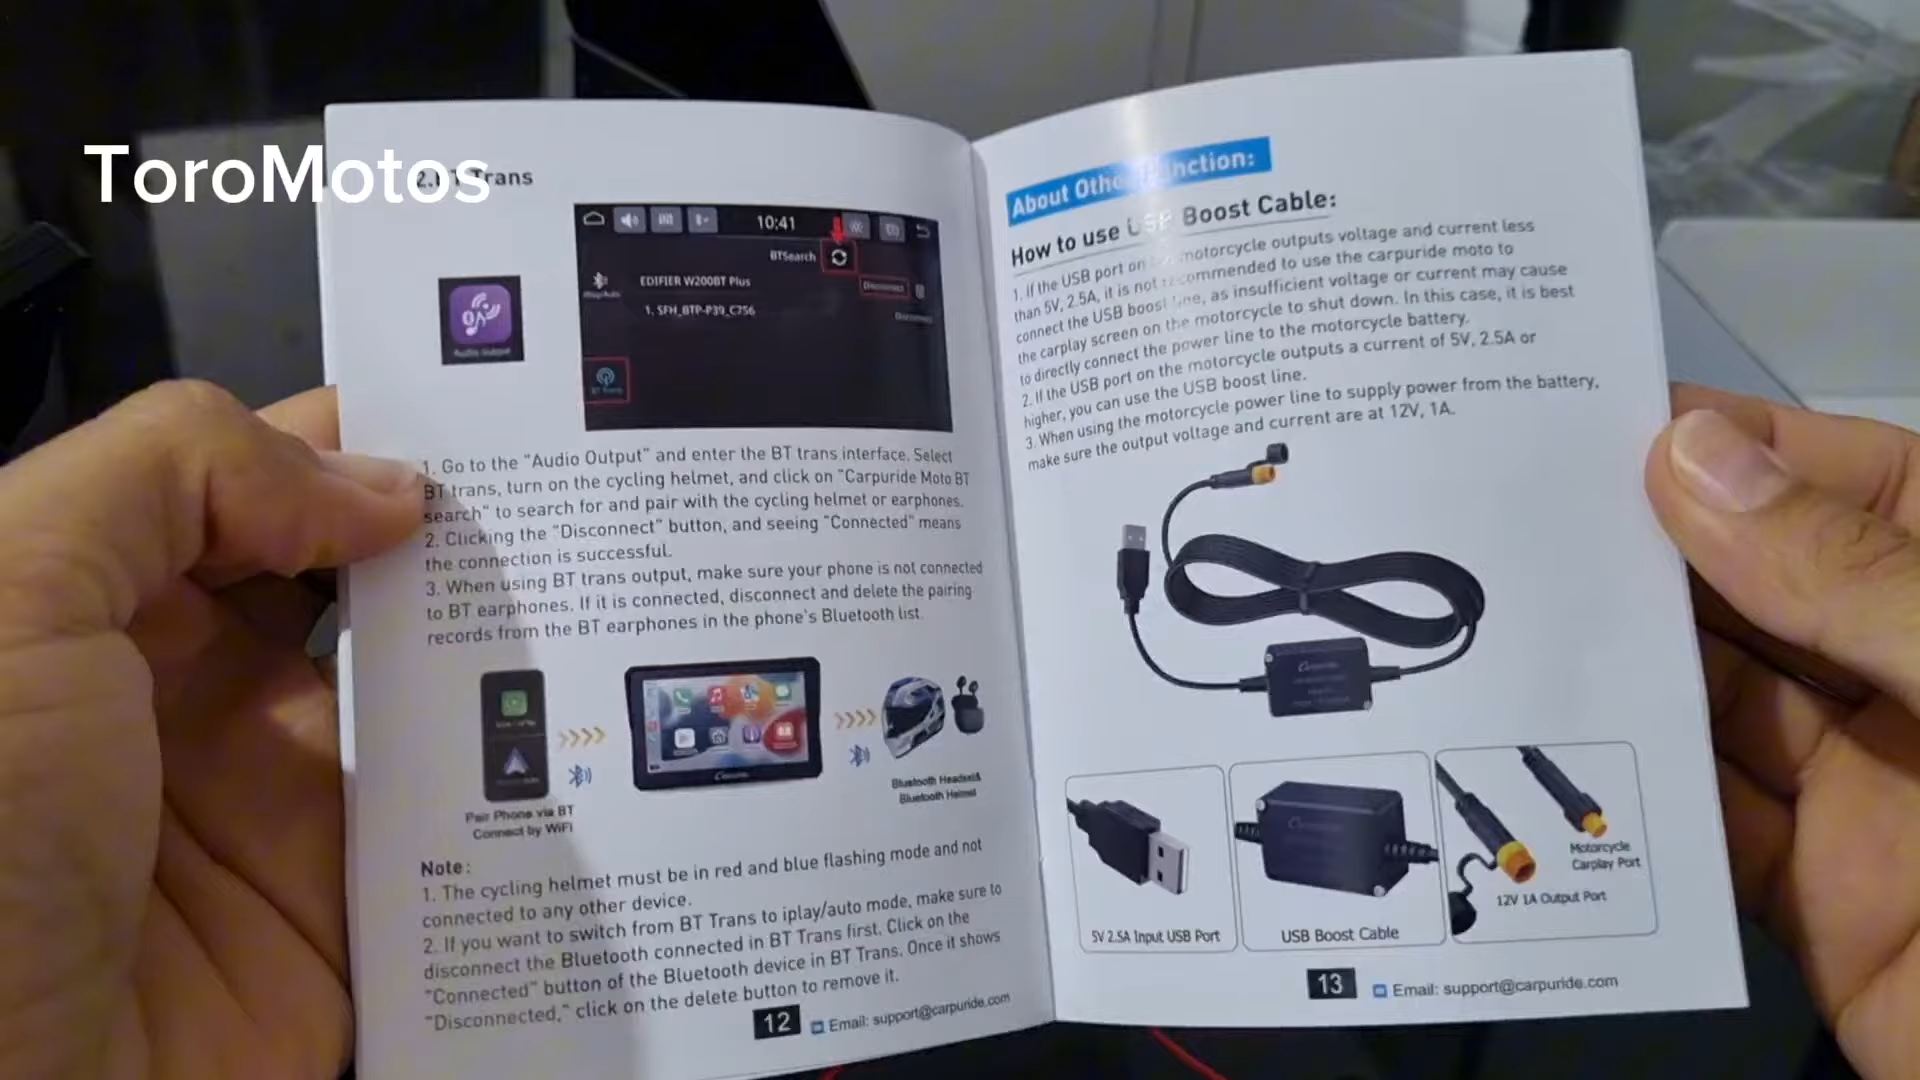 ToroMotos
Trans
10:41
BTSearch
EDIFIER W200BT Plus
Disconnect
1. SFH_BTP-P39_C756
BT Trans
Audio Output
1. Go to the "Audio Output" and enter the BT trans interface. Select
BT trans, turn on the cycling helmet, and click on "Carpuride Moto BT
search" to search for and pair with the cycling helmet or earphones.
2. Clicking the "Disconnect" button, and seeing "Connected" means
the connection is successful.
3. When using BT trans output, make sure your phone is not connected
to BT earphones. If it is connected, disconnect and delete the pairing
records from the BT earphones in the phone's Bluetooth list.
Pair Phone via BT
Connect by WiFi
Bluetooth Headset&
Bluetooth Helmet
Note:
1. The cycling helmet must be in red and blue flashing mode and not
connected to any other device.
2. If you want to switch from BT Trans to iplay/auto mode, make sure to
disconnect the Bluetooth connected in BT Trans first. Click on the
"Connected" button of the Bluetooth device in BT Trans. Once it shows
"Disconnected," click on the delete button to remove it.
12
Email: support@carpuride.com
About Other Function:
How to use USB Boost Cable:
1. If the USB port on motorcycle outputs voltage and current less
than 5V, 2.5A, it is not recommended to use the carpuride moto to
connect the USB boost line, as insufficient voltage or current may cause
the carplay screen on the motorcycle to shut down. In this case, it is best
to directly connect the power line to the motorcycle battery.
2. If the USB port on the motorcycle outputs a current of 5V, 2.5A or
higher, you can use the USB boost line.
3. When using the motorcycle power line to supply power from the battery,
make sure the output voltage and current are at 12V, 1A.
5V 2.5A Input USB Port
USB Boost Cable
Motorcycle
Carplay Port
12V 1A Output Port
13
Email: support@carpuride.com